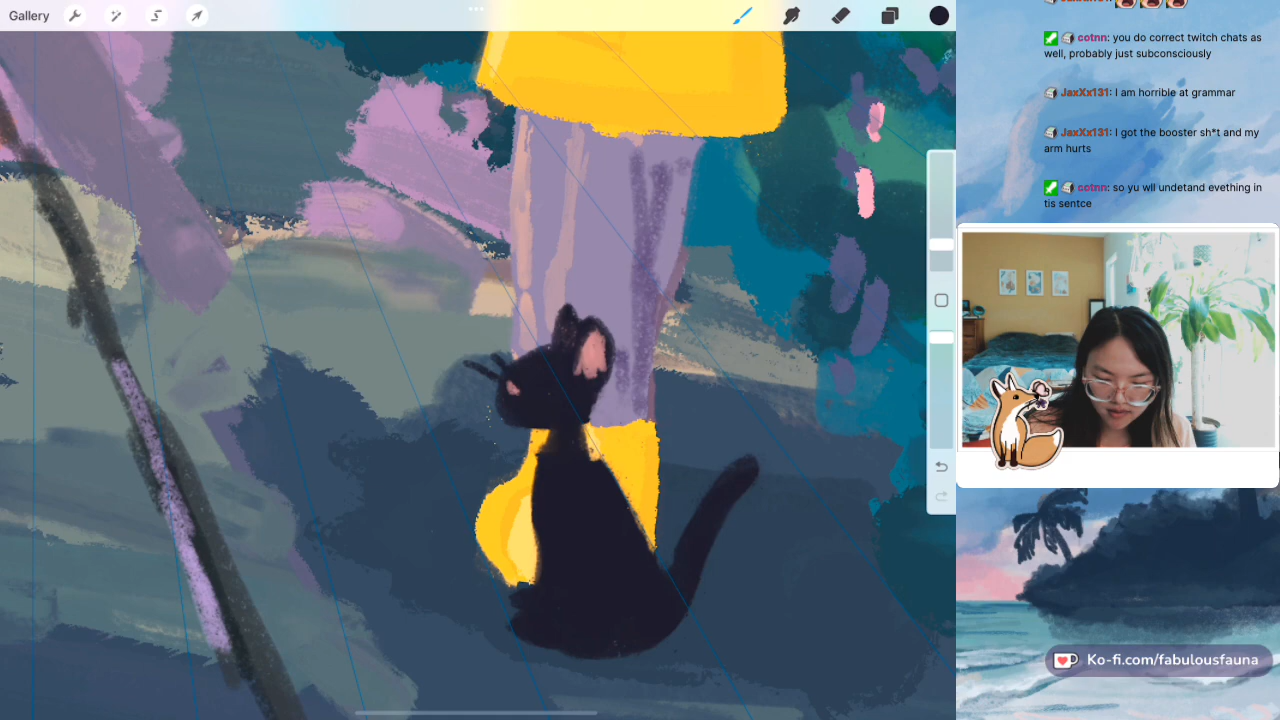 Gallery
JaxXx131:
cotnn: you do correct twitch chats as
well, probably just subconsciously
JaxXx131: I am horrible at grammar
JaxXx131: I got the booster sh*t and my
arm hurts
cotnn: so yu wll undetand evething in
tis sentce
Ko-fi.com/fabulousfauna